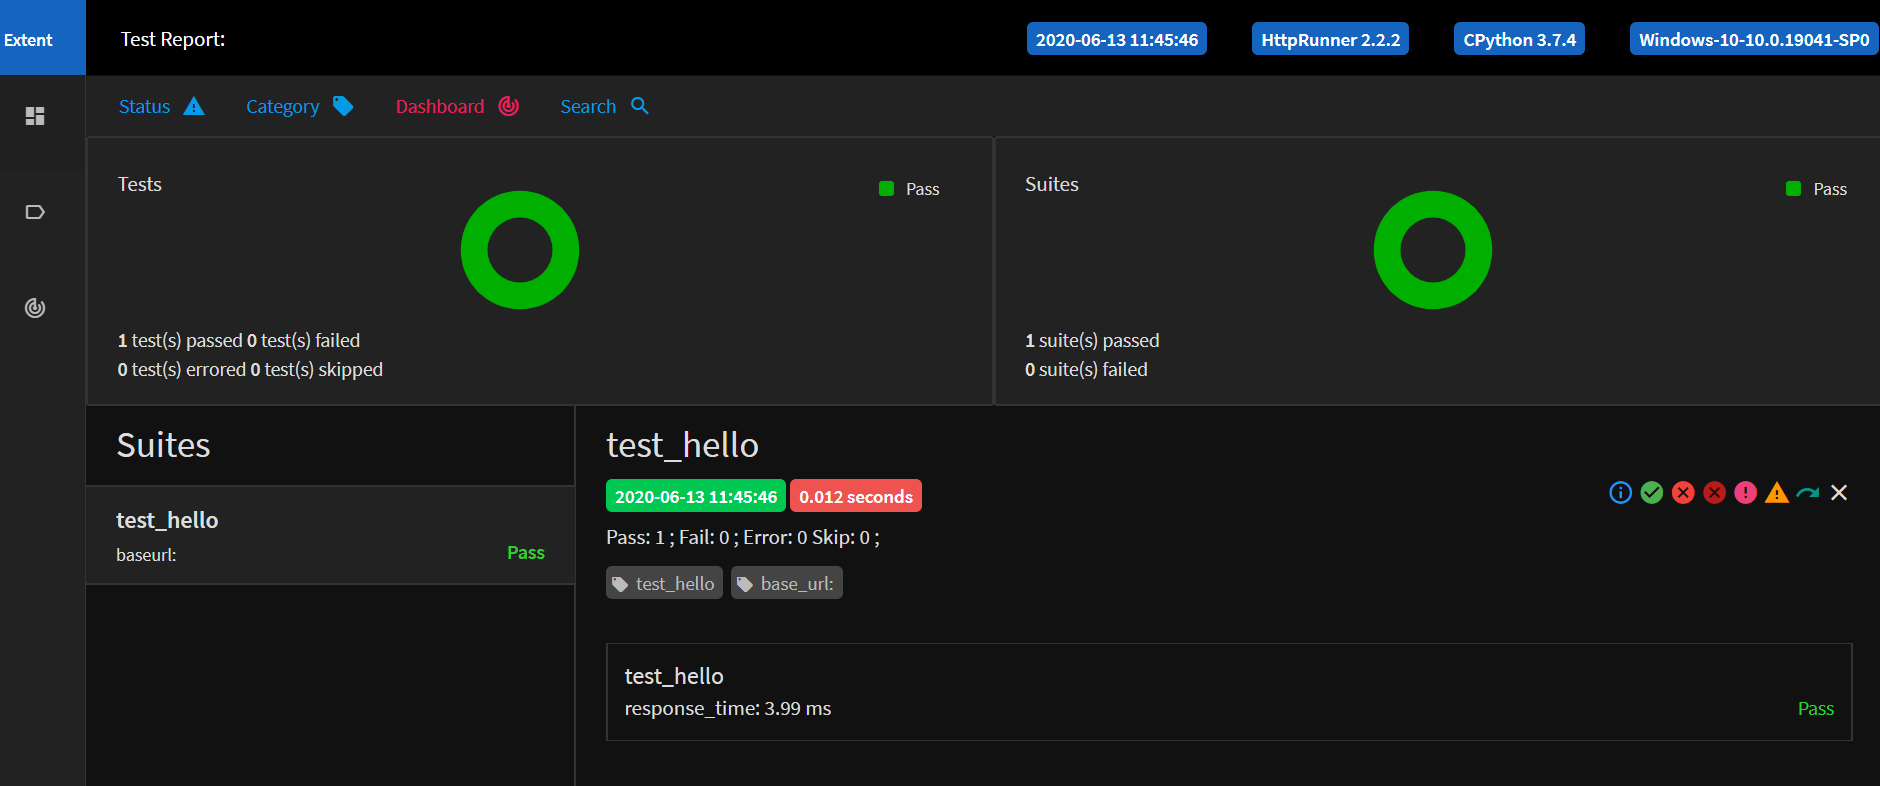 Extent
Test Report:
2020-06-13 11:45:46
HttpRunner 2.2.2
CPython 3.7.4
Windows-10-10.0.19041-SP0
Status
Category
Dashboard
Search
Tests
Pass
1 test(s) passed 0 test(s) failed
0 test(s) errored 0 test(s) skipped
Suites
Pass
1 suite(s) passed
0 suite(s) failed
Suites
test_hello
baseurl:
Pass
test_hello
2020-06-13 11:45:46
0.012 seconds
Pass: 1 ; Fail: 0 ; Error: 0 Skip: 0 ;
test_hello
base_url:
test_hello
response_time: 3.99 ms
Pass